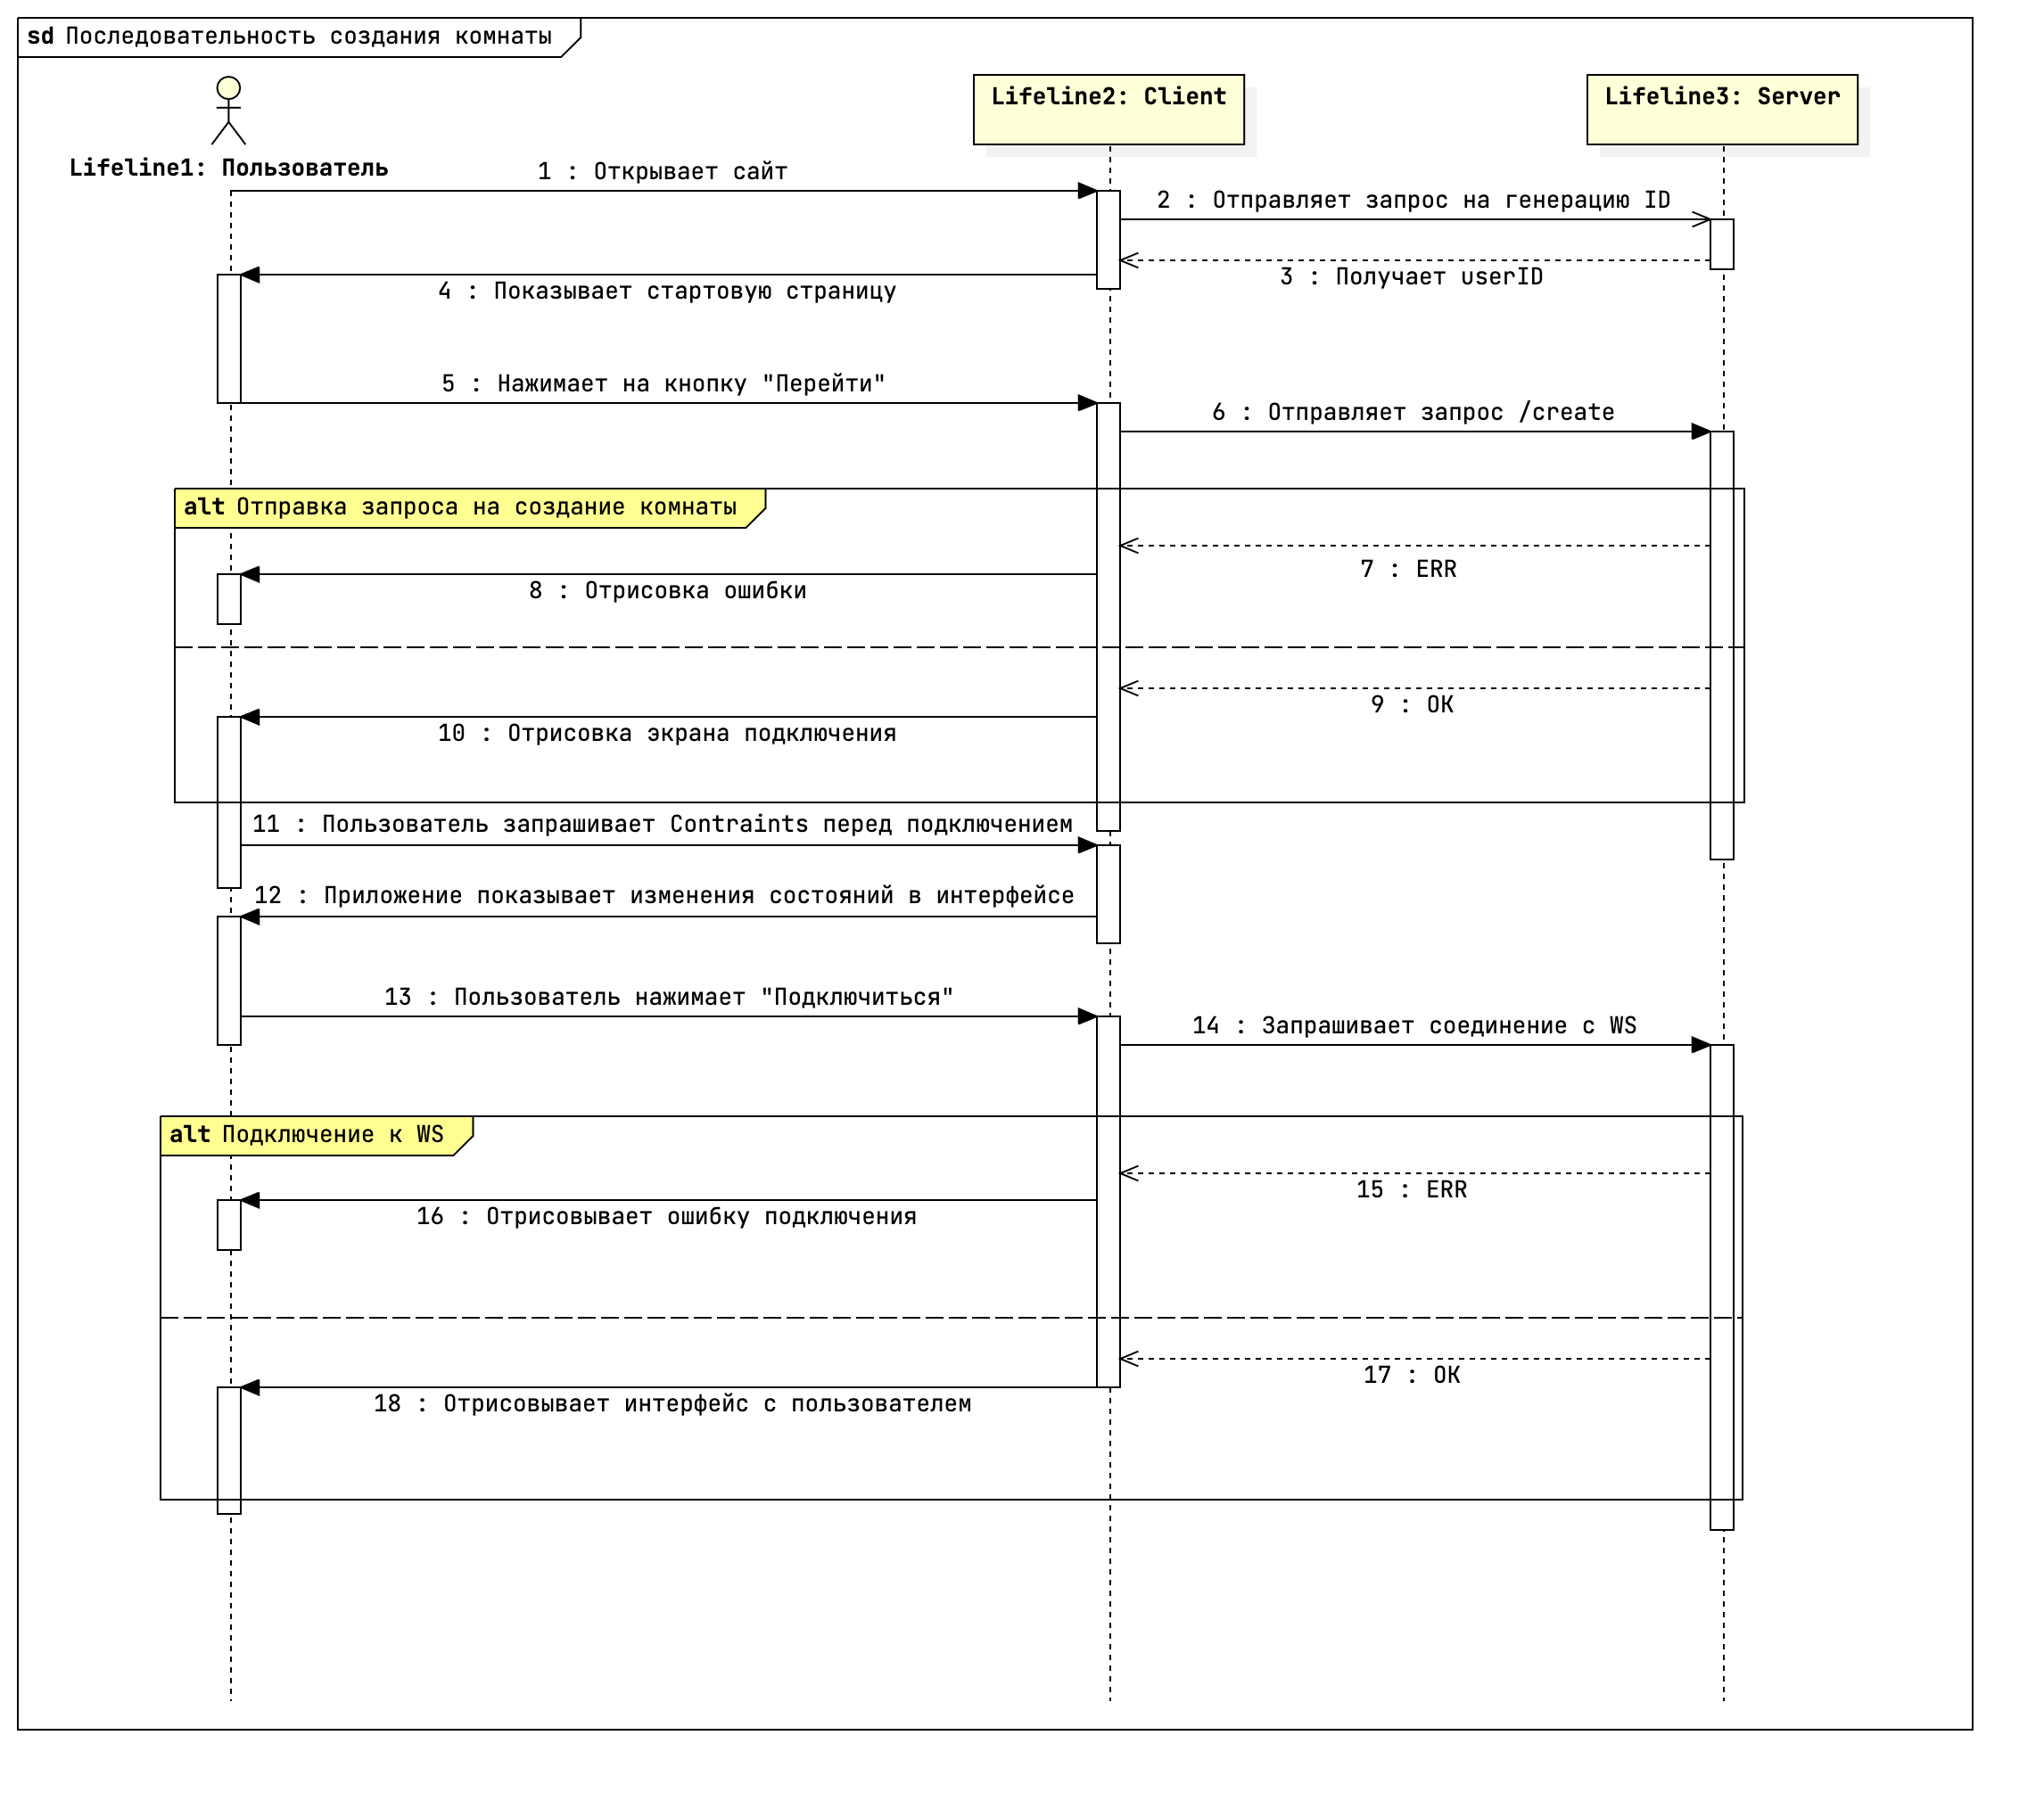 sd Последовательность создания комнаты
Lifeline2: Client
Lifeline3: Server
Lifeline1: Пользователь
1 : Открывает сайт
2 : Отправляет запрос на генерацию ID
3 : Получает userID
4 : Показывает стартовую страницу
5 : Нажимает на кнопку "Перейти"
6 : Отправляет запрос /create
alt Отправка запроса на создание комнаты
7 : ERR
8 : Отрисовка ошибки
9 : OK
10 : Отрисовка экрана подключения
11 : Пользователь запрашивает Contraints перед подключением
12 : Приложение показывает изменения состояний в интерфейсе
13 : Пользователь нажимает "Подключиться"
14 : Запрашивает соединение с WS
alt Подключение к WS
15 : ERR
16 : Отрисовывает ошибку подключения
17 : OK
18 : Отрисовывает интерфейс с пользователем